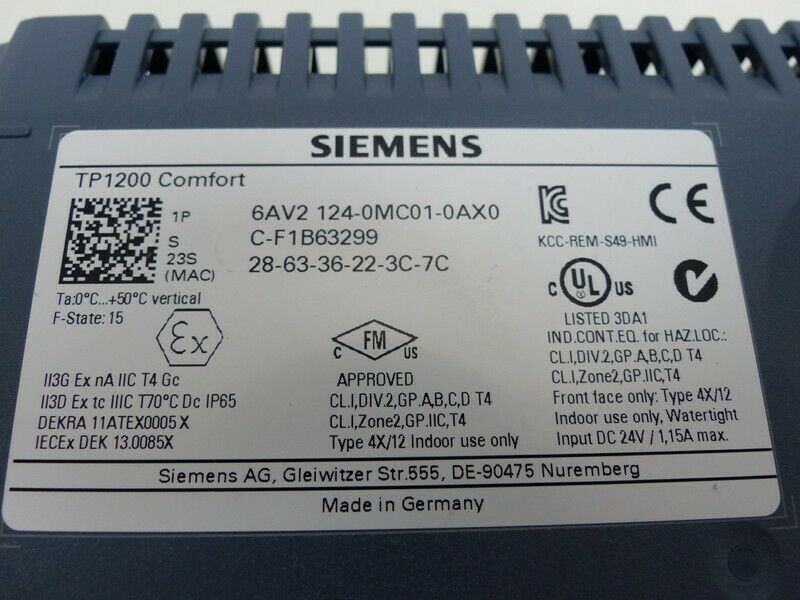 SIEMENS
TP1200 Comfort
1P 6AV2 124-0MC01-0AX0
S C-F1B63299
23S 28-63-36-22-3C-7C
(MAC)
Ta:0°C...+50°C vertical
F-State: 15
Ex
II3G Ex nA IIC T4 Gc
II3D Ex tc IIIC T70°C Dc IP65
DEKRA 11ATEX0005 X
IECEx DEK 13.0085X
C FM US
APPROVED
CL.I,DIV.2,GP.A,B,C,D T4
CL.I,Zone2,GP.IIC,T4
Type 4X/12 Indoor use only
KC CE
KCC-REM-S49-HMI
C UL US
LISTED 3DA1
IND.CONT.EQ. for HAZ.LOC.:
CL.I,DIV.2,GP.A,B,C,D T4
CL.I,Zone2,GP.IIC,T4
Front face only: Type 4X/12
Indoor use only, Watertight
Input DC 24V / 1,15A max.
Siemens AG, Gleiwitzer Str.555, DE-90475 Nuremberg
Made in Germany